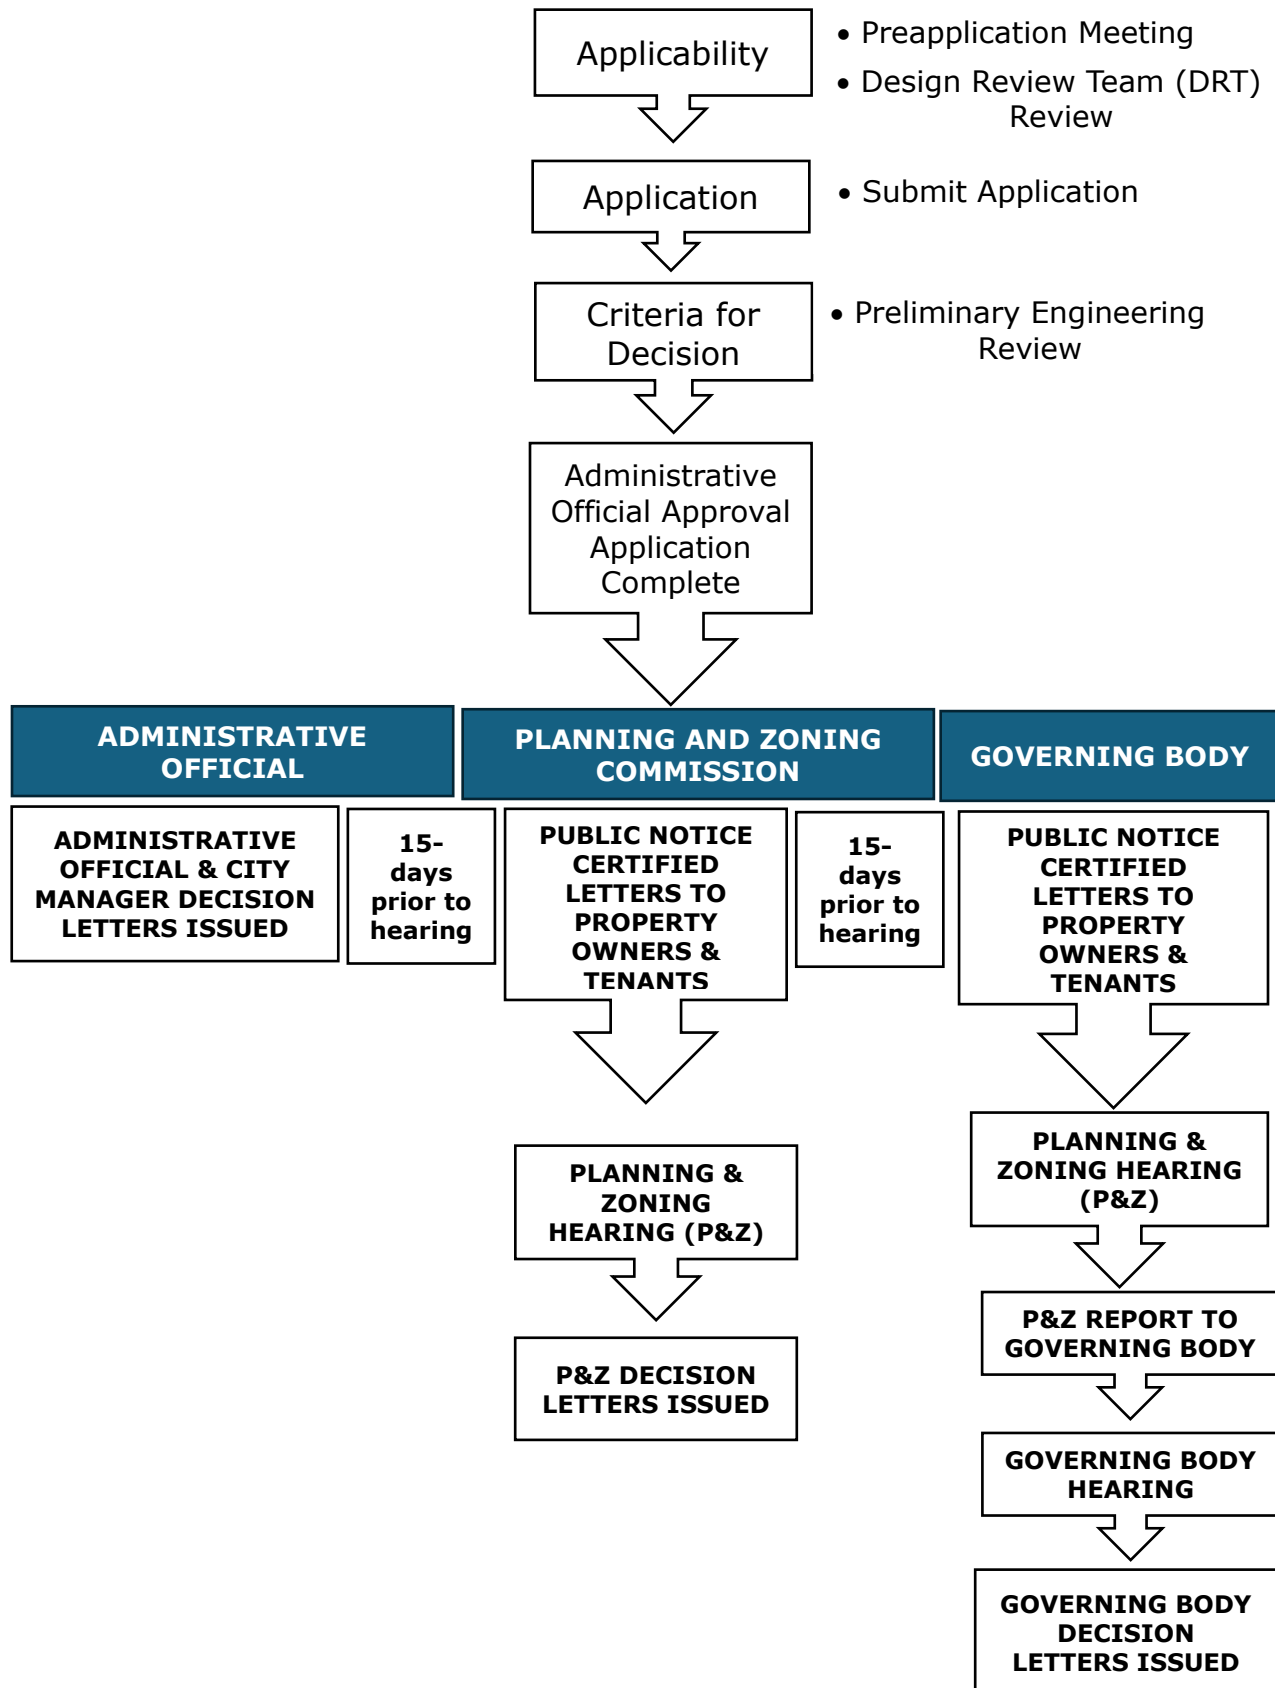 Applicability
• Preapplication Meeting
• Design Review Team (DRT)
Review
Application
• Submit Application
Criteria for
Decision
• Preliminary Engineering
Review
Administrative
Official Approval
Application
Complete
ADMINISTRATIVE
OFFICIAL
PLANNING AND ZONING
COMMISSION
GOVERNING BODY
ADMINISTRATIVE
OFFICIAL & CITY
MANAGER DECISION
LETTERS ISSUED
15-
days
prior to
hearing
PUBLIC NOTICE
CERTIFIED
LETTERS TO
PROPERTY
OWNERS &
TENANTS
15-
days
prior to
hearing
PUBLIC NOTICE
CERTIFIED
LETTERS TO
PROPERTY
OWNERS &
TENANTS
PLANNING &
ZONING
HEARING (P&Z)
P&Z DECISION
LETTERS ISSUED
PLANNING &
ZONING HEARING
(P&Z)
P&Z REPORT TO
GOVERNING BODY
GOVERNING BODY
HEARING
GOVERNING BODY
DECISION
LETTERS ISSUED